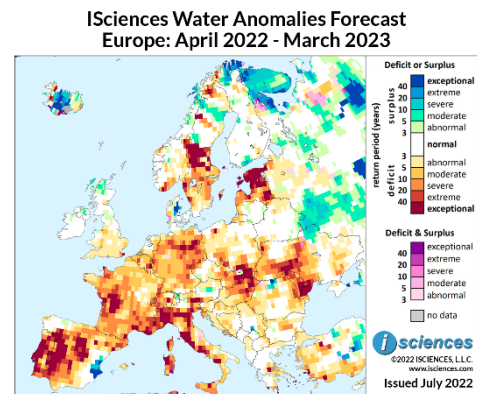 ISciences Water Anomalies Forecast
Europe: April 2022 - March 2023
Deficit or Surplus
return period (years)
surplus
deficit
40
20
10
5
3
3
5
10
20
40
exceptional
extreme
severe
moderate
abnormal
normal
abnormal
moderate
severe
extreme
exceptional
Deficit & Surplus
40
20
10
5
3
exceptional
extreme
severe
moderate
abnormal
no data
isciences
©2022 ISCIENCES, L.L.C.
www.isciences.com
Issued July 2022